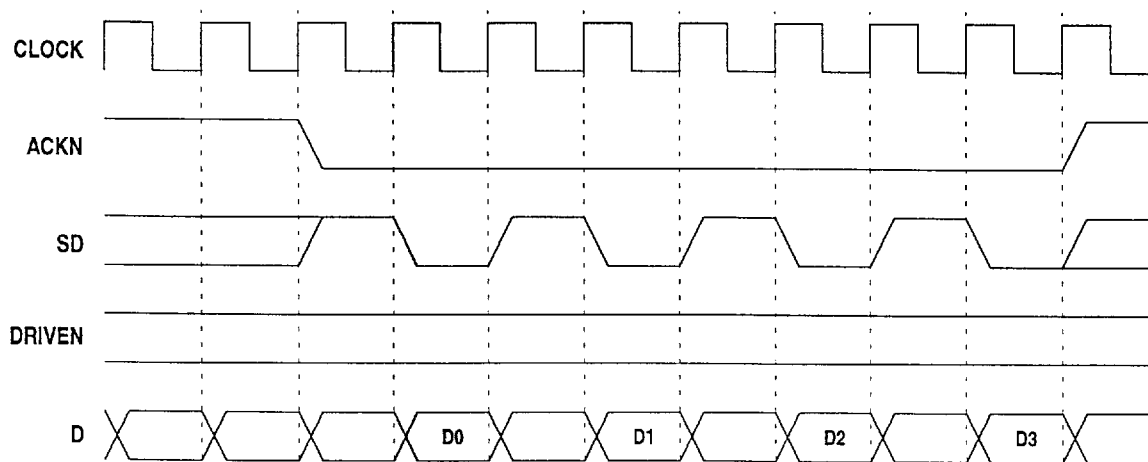 CLOCK
ACKN
SD
DRIVEN
D D0 D1 D2 D3